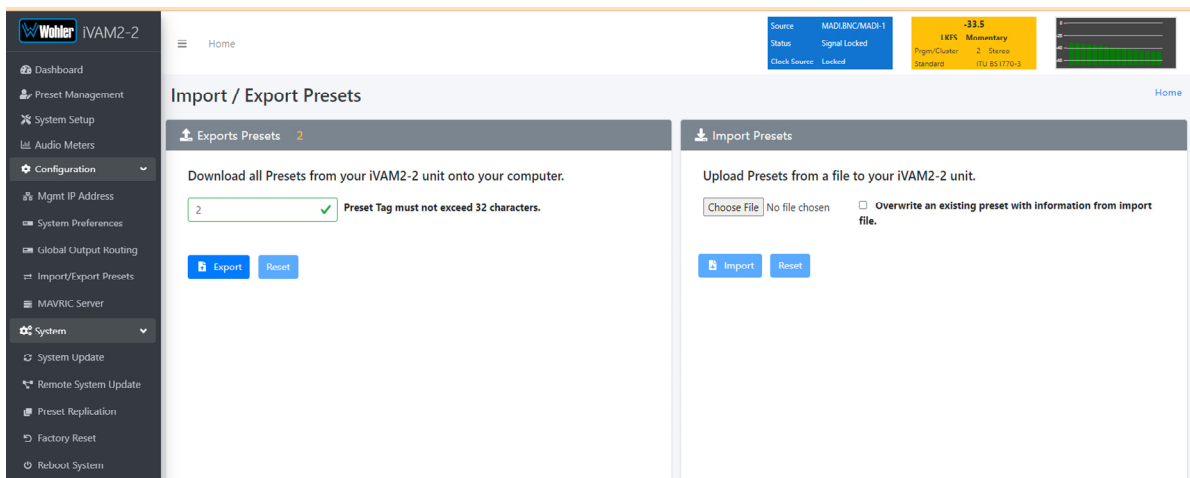 Wohler iVAM2-2
Dashboard
Preset Management
System Setup
Audio Meters
Configuration
Mgmt IP Address
System Preferences
Global Output Routing
Import/Export Presets
MAVRIC Server
System
System Update
Remote System Update
Preset Replication
Factory Reset
Reboot System
Home
Source MADI.BNC/MADI-1
Status Signal Locked
Clock Source Locked
-33.5
LKFS Momentary
Prgm/Cluster 2 Stereo
Standard ITU BS1770-3
Import / Export Presets
Home
Exports Presets 2
Download all Presets from your iVAM2-2 unit onto your computer.
2
Preset Tag must not exceed 32 characters.
Export Reset
Import Presets
Upload Presets from a file to your iVAM2-2 unit.
Choose File No file chosen
Overwrite an existing preset with information from import
file.
Import Reset